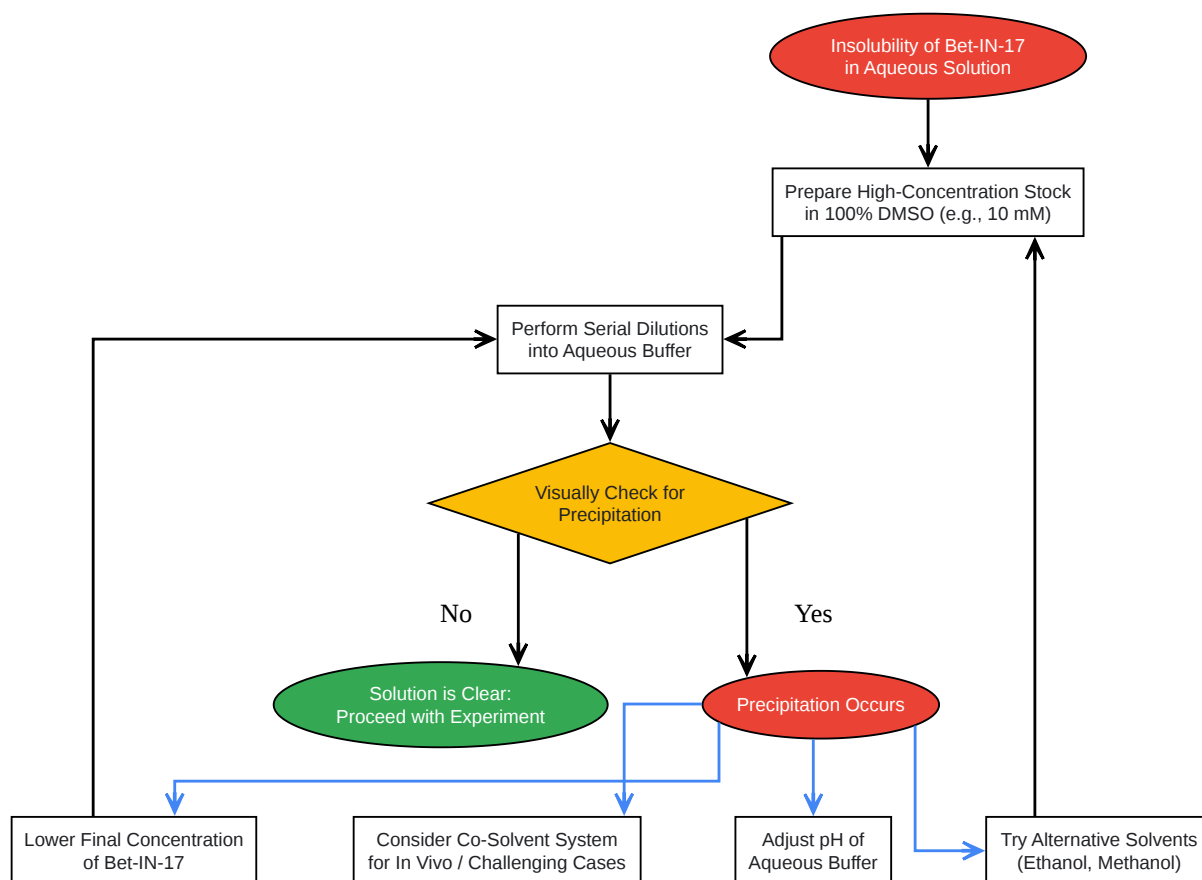 Insolubility of Bet-IN-17
in Aqueous Solution
Prepare High-Concentration Stock
in 100% DMSO (e.g., 10 mM)
Perform Serial Dilutions
into Aqueous Buffer
Visually Check for
Precipitation
No
Yes
Solution is Clear:
Proceed with Experiment
Precipitation Occurs
Lower Final Concentration
of Bet-IN-17
Consider Co-Solvent System
for In Vivo / Challenging Cases
Adjust pH of
Aqueous Buffer
Try Alternative Solvents
(Ethanol, Methanol)